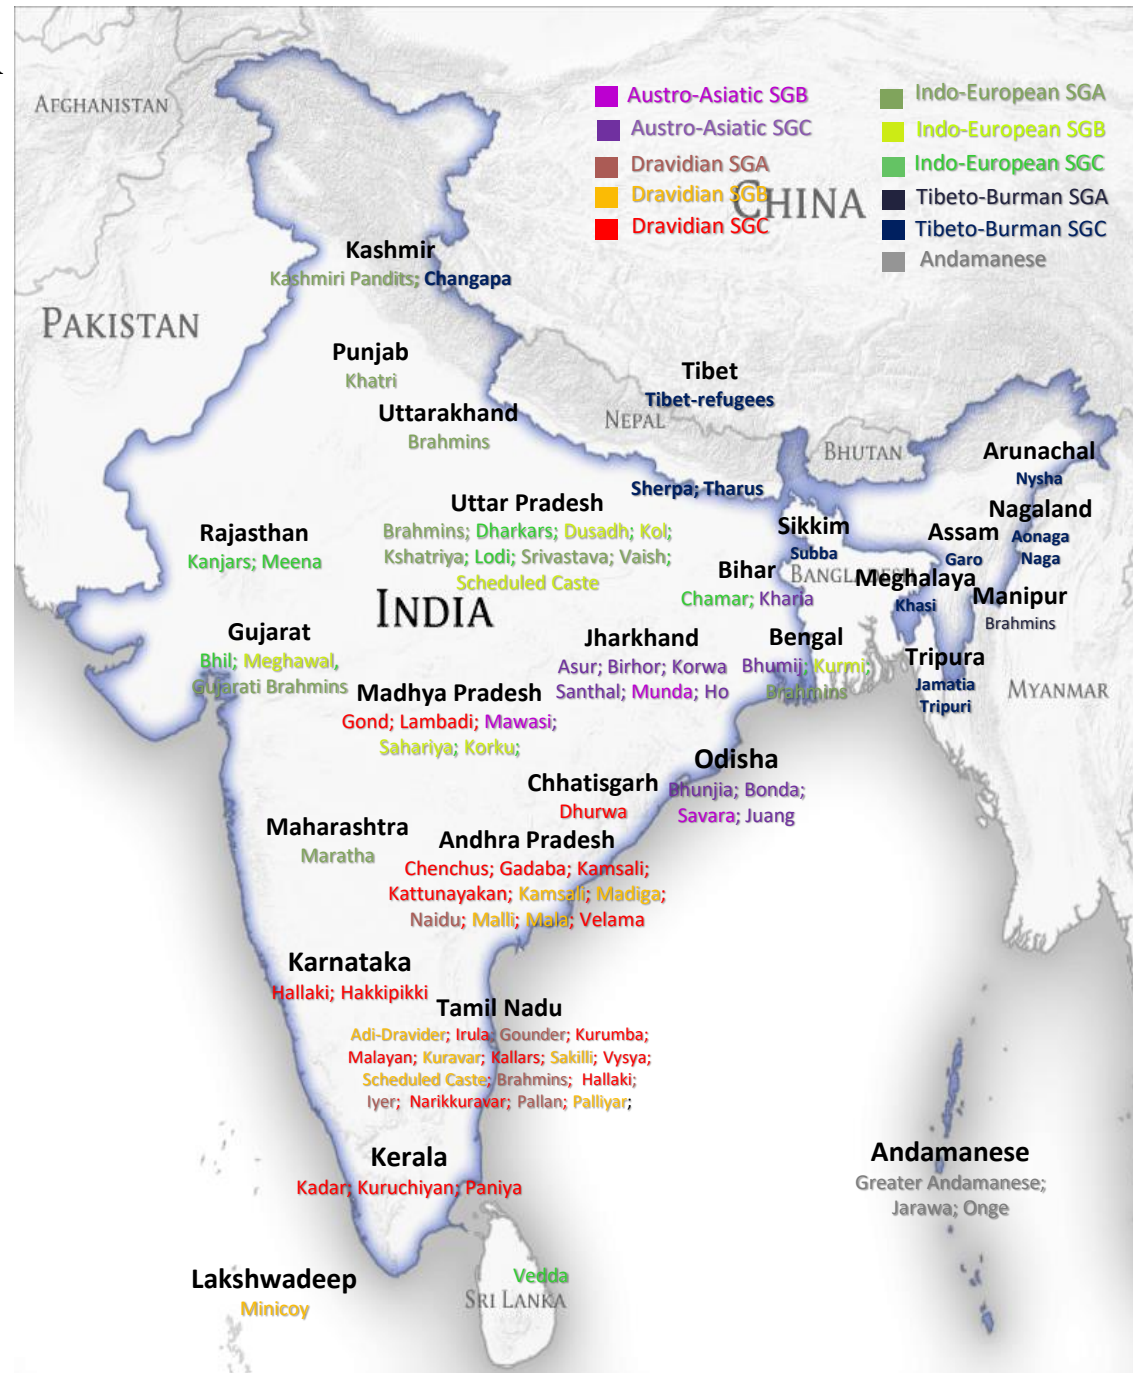 AFGHANISTAN
Austro-Asiatic SGB
Austro-Asiatic SGC
Dravidian SGA
Dravidian SGB
Dravidian SGC
Indo-European SGA
Indo-European SGB
Indo-European SGC
Tibeto-Burman SGA
Tibeto-Burman SGC
Andamanese
CHINA
Kashmir
Kashmiri Pandits; Changapa
PAKISTAN
Punjab
Khatri
Tibet
Tibet-refugees
Uttarakhand
Brahmins
NEPAL
BHUTAN
Arunachal
Nysha
Sherpa; Tharus
Uttar Pradesh
Brahmins; Dharkars; Dusadh; Kol;
Kshatriya; Lodi; Srivastava; Vaish;
Scheduled Caste
Rajasthan
Kanjars; Meena
Sikkim
Subba
Nagaland
Aonaga
Naga
Assam
Garo
Bihar
Chamar; Kharia
BANGLADESH
Meghalaya
Khasi
Manipur
Brahmins
INDIA
Gujarat
Bhil; Meghawal,
Gujarati Brahmins
Jharkhand
Asur; Birhor; Korwa
Santhal; Munda; Ho
Bengal
Bhumij; Kurmi;
Brahmins
Tripura
Jamatia
Tripuri
MYANMAR
Madhya Pradesh
Gond; Lambadi; Mawasi;
Sahariya; Korku;
Odisha
Bhunjia; Bonda;
Savara; Juang
Chhatisgarh
Dhurwa
Maharashtra
Maratha
Andhra Pradesh
Chenchus; Gadaba; Kamsali;
Kattunayakan; Kamsali; Madiga;
Naidu; Malli; Mala; Velama
Karnataka
Hallaki; Hakkipikki
Tamil Nadu
Adi-Dravider; Irula; Gounder; Kurumba;
Malayan; Kuravar; Kallars; Sakilli; Vysya;
Scheduled Caste; Brahmins; Hallaki;
Iyer; Narikkuravar; Pallan; Palliyar;
Kerala
Kadar; Kuruchiyan; Paniya
Andamanese
Greater Andamanese;
Jarawa; Onge
Lakshwadeep
Minicoy
Vedda
SRI LANKA